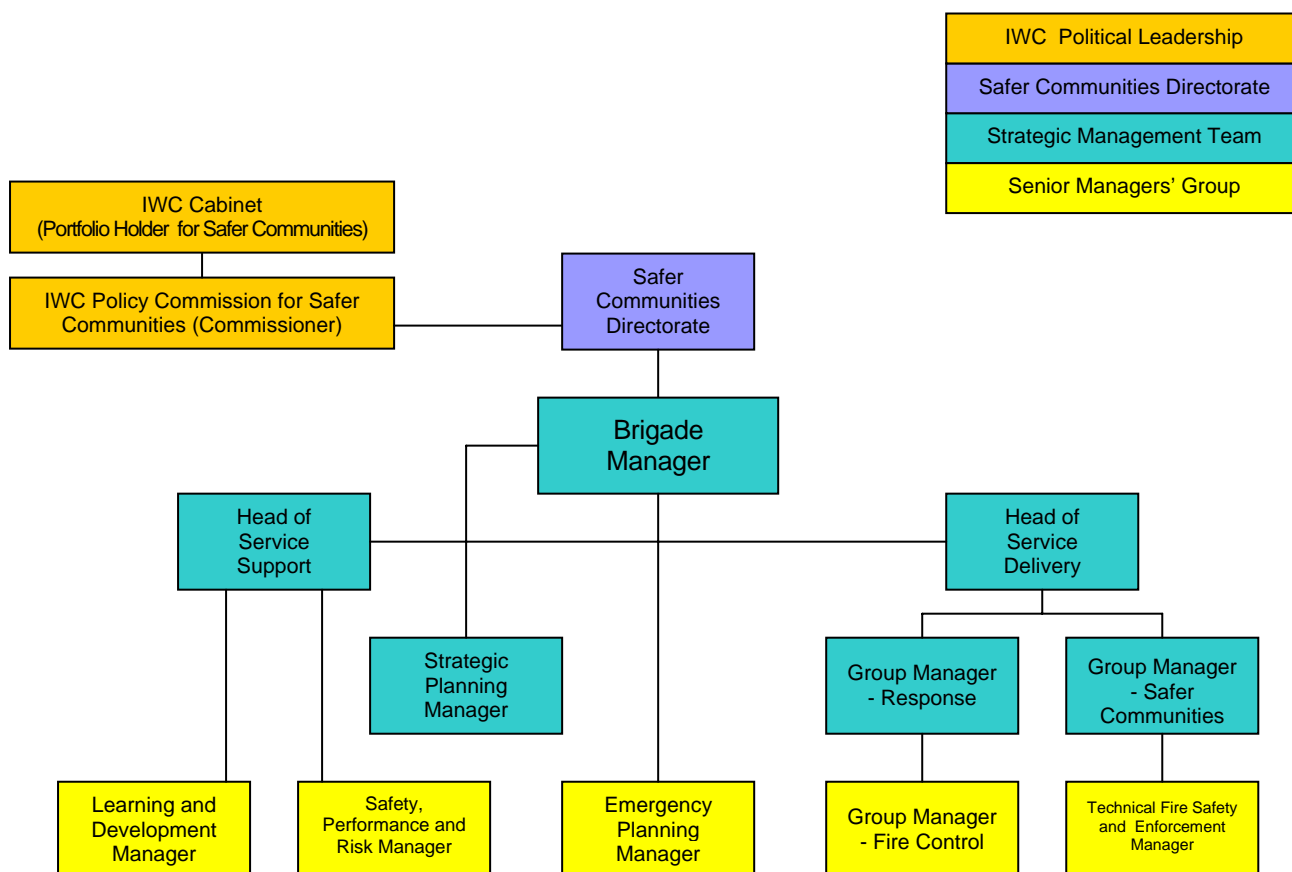 IWC Political Leadership
Safer Communities Directorate
Strategic Management Team
Senior Managers' Group
IWC Cabinet
(Portfolio Holder for Safer Communities)
IWC Policy Commission for Safer
Communities (Commissioner)
Safer
Communities
Directorate
Brigade
Manager
Head of
Service
Support
Head of
Service
Delivery
Strategic
Planning
Manager
Group Manager
- Response
Group Manager
- Safer
Communities
Learning and
Development
Manager
Safety,
Performance and
Risk Manager
Emergency
Planning
Manager
Group Manager
- Fire Control
Technical Fire Safety
and Enforcement
Manager